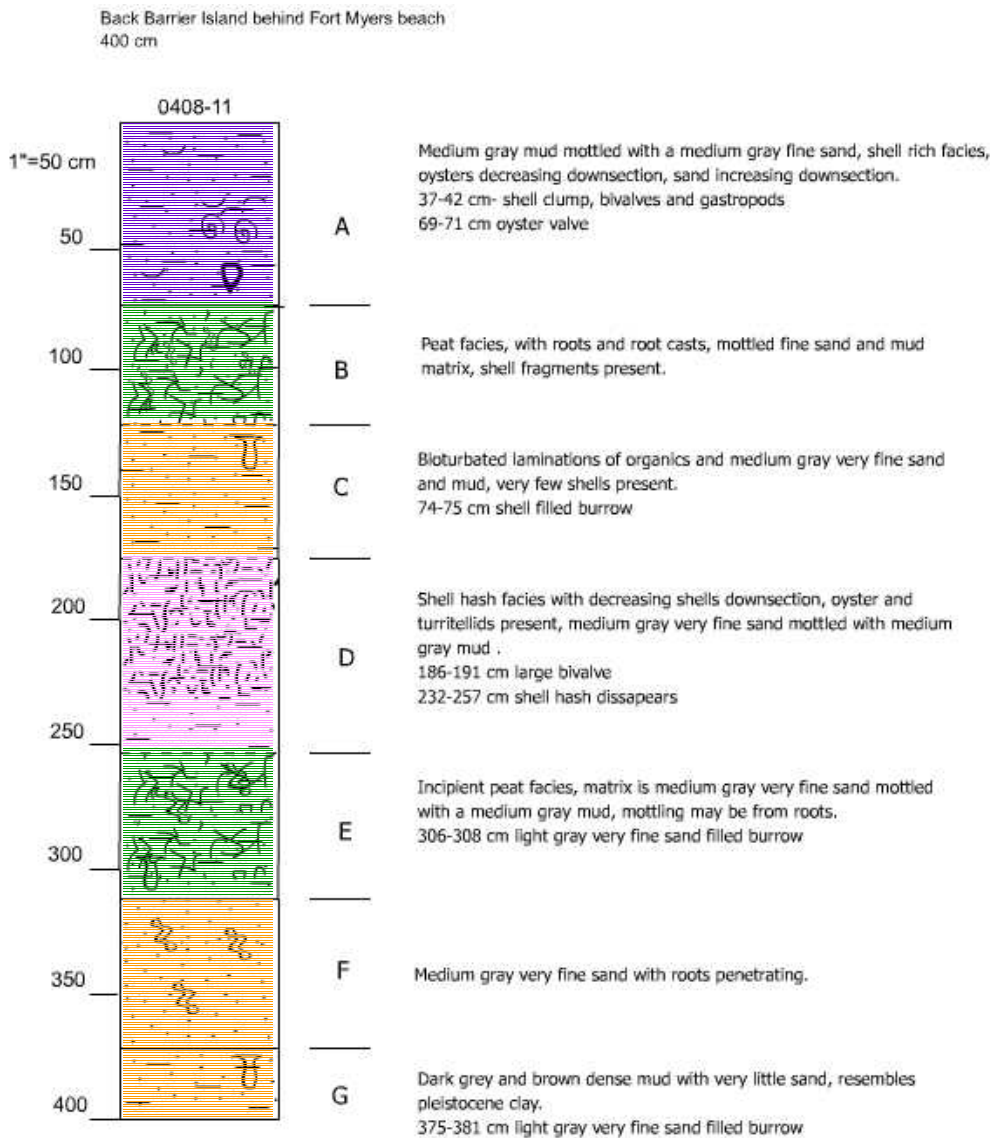 Back Barrier Island behind Fort Myers beach
400 cm
0408-11
1"=50 cm
50
100
150
200
250
300
350
400
A
Medium gray mud mottled with a medium gray fine sand, shell rich facies,
oysters decreasing downsection, sand increasing downsection.
37-42 cm- shell clump, bivalves and gastropods
69-71 cm oyster valve
B
Peat facies, with roots and root casts, mottled fine sand and mud
matrix, shell fragments present.
C
Bioturbated laminations of organics and medium gray very fine sand
and mud, very few shells present.
74-75 cm shell filled burrow
D
Shell hash facies with decreasing shells downsection, oyster and
turritellids present, medium gray very fine sand mottled with medium
gray mud .
186-191 cm large bivalve
232-257 cm shell hash dissapears
E
Incipient peat facies, matrix is medium gray very fine sand mottled
with a medium gray mud, mottling may be from roots.
306-308 cm light gray very fine sand filled burrow
F
Medium gray very fine sand with roots penetrating.
G
Dark grey and brown dense mud with very little sand, resembles
pleistocene clay.
375-381 cm light gray very fine sand filled burrow